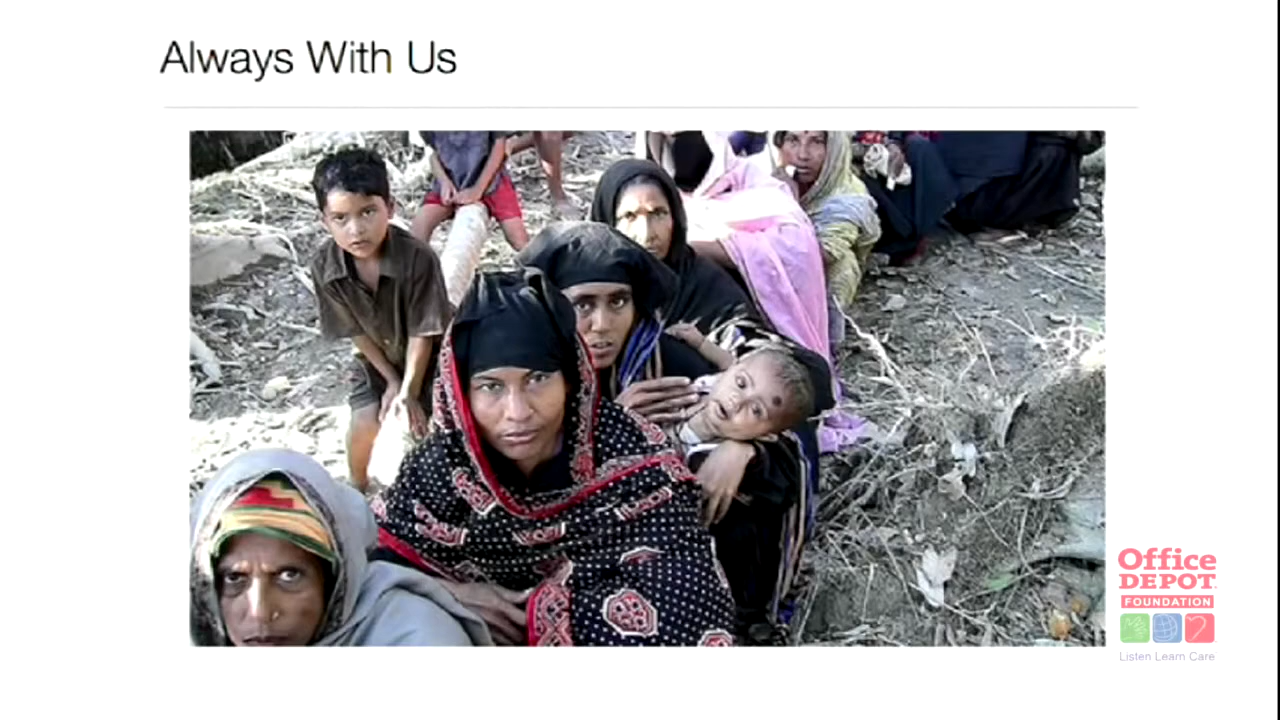 Always With Us
Office
DEPOT
FOUNDATION
Listen Learn Care